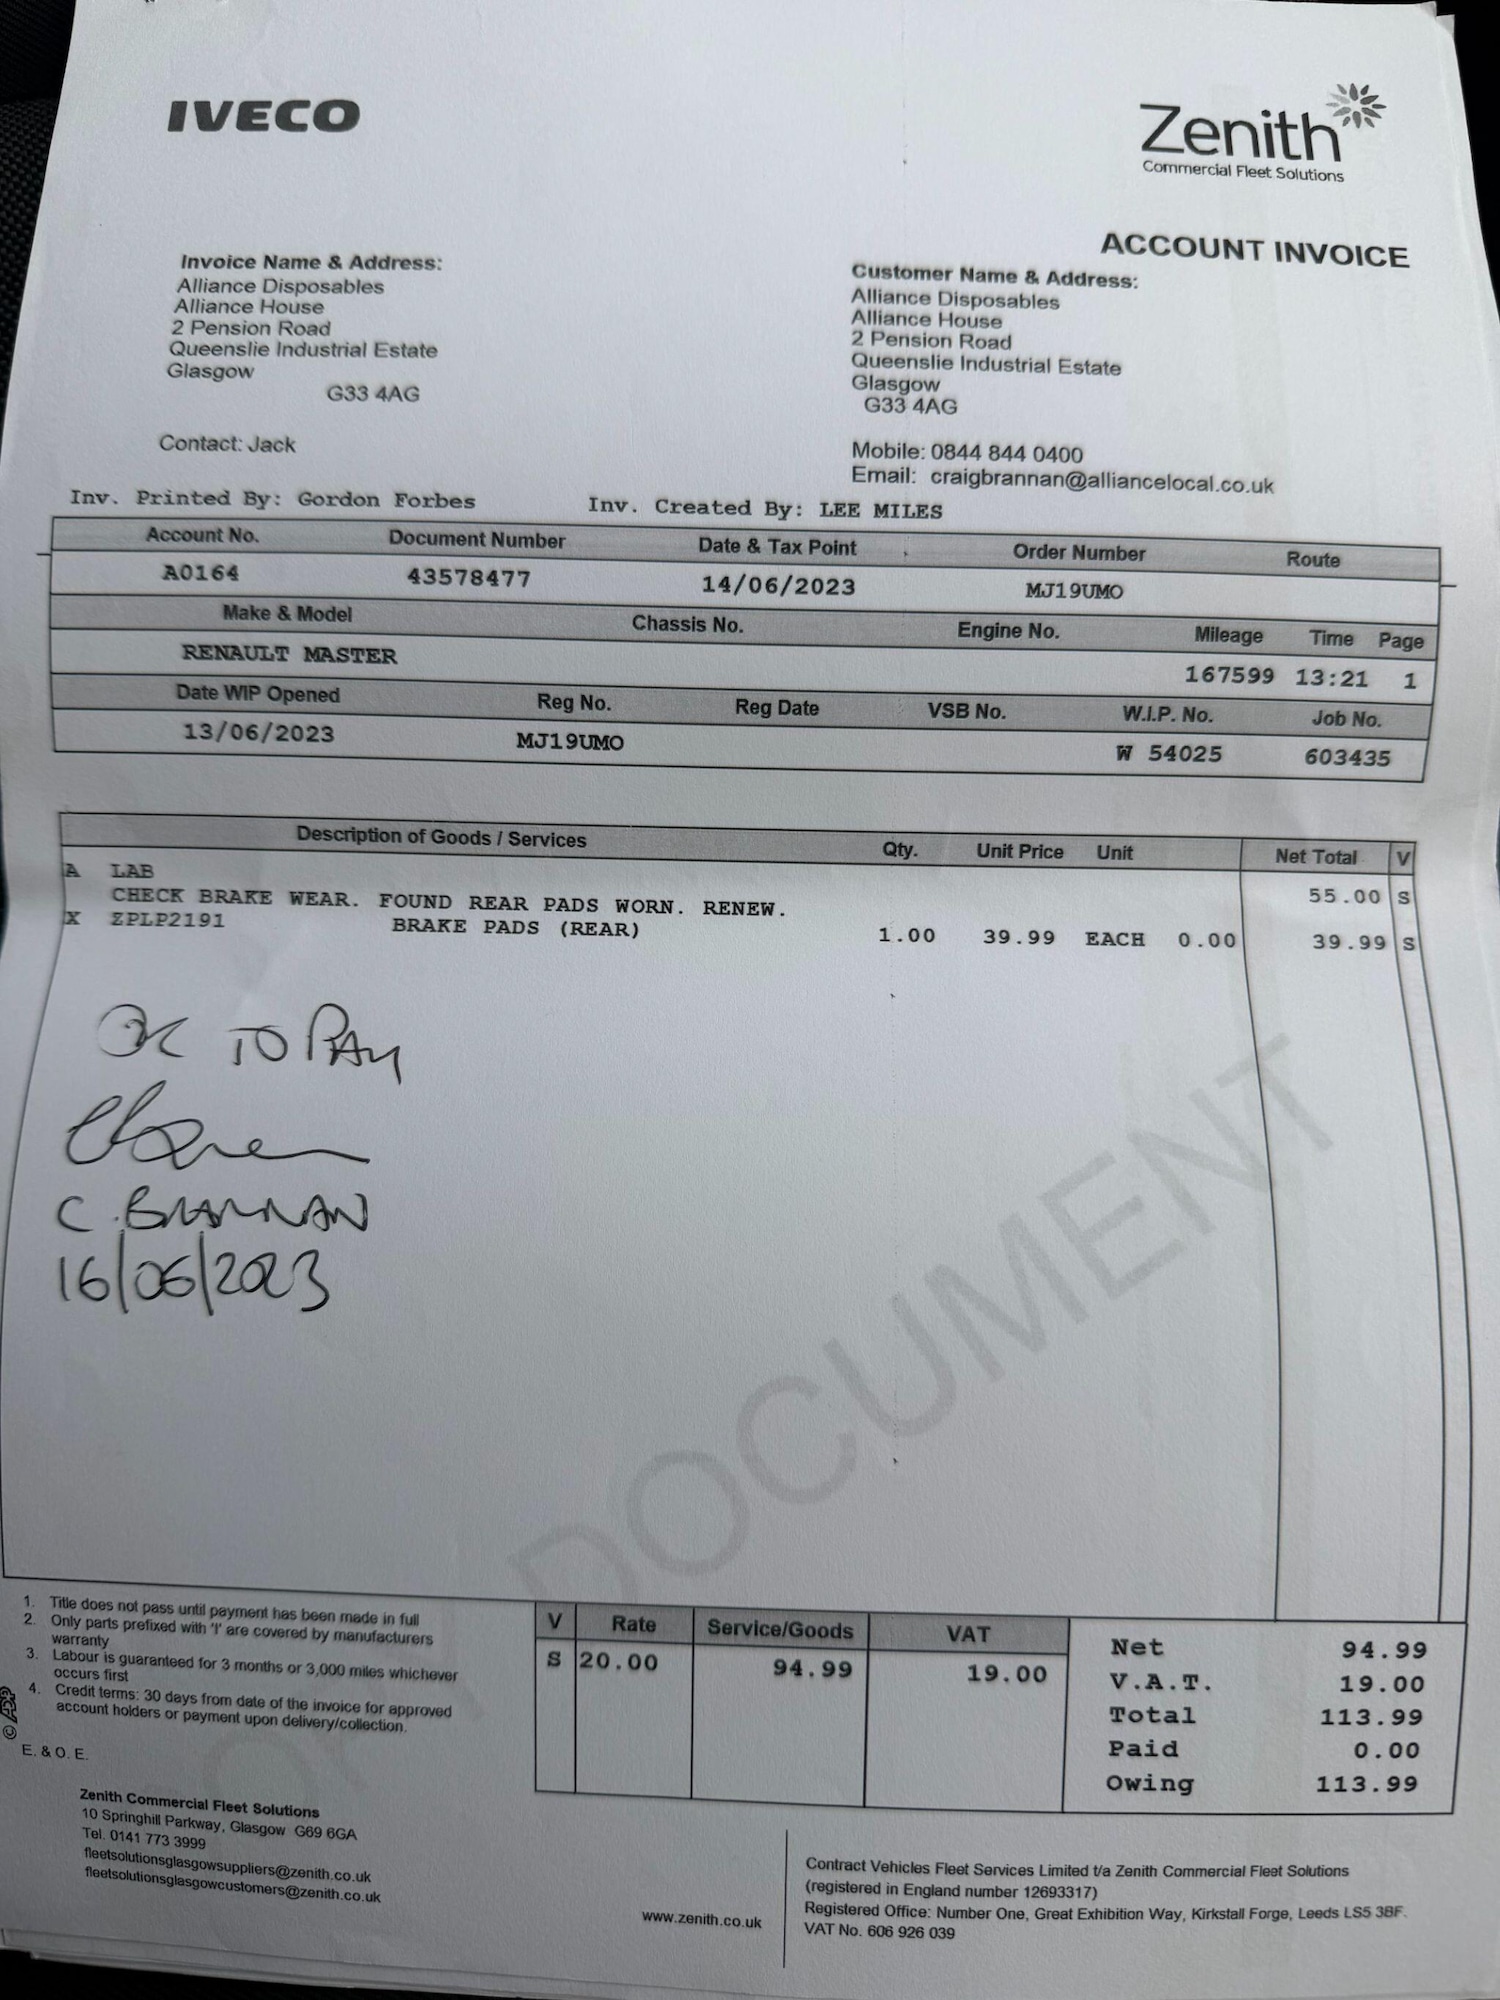 IVECO
Zenith
Commercial Fleet Solutions
ACCOUNT INVOICE
Invoice Name & Address:
Alliance Disposables
Alliance House
2 Pension Road
Queenslie Industrial Estate
Glasgow
G33 4AG
Contact: Jack
Customer Name & Address:
Alliance Disposables
Alliance House
2 Pension Road
Queenslie Industrial Estate
Glasgow
G33 4AG
Mobile: 0844 844 0400
Email: craigbrannan@alliancelocal.co.uk
Inv. Printed By: Gordon Forbes Inv. Created By: LEE MILES
Account No. Document Number Date & Tax Point Order Number Route
A0164 43578477 14/06/2023 MJ19UMO
Make & Model Chassis No. Engine No. Mileage Time Page
RENAULT MASTER 167599 13:21 1
Date WIP Opened Reg No. Reg Date VSB No. W.I.P. No. Job No.
13/06/2023 MJ19UMO W 54025 603435
Description of Goods / Services Qty. Unit Price Unit Net Total V
A LAB
CHECK BRAKE WEAR. FOUND REAR PADS WORN. RENEW. 55.00 S
X ZPLP2191 BRAKE PADS (REAR) 1.00 39.99 EACH 0.00 39.99 S
OK TO PAY
C. BRANNAN
16/06/2023
COPY DOCUMENT
1. Title does not pass until payment has been made in full
2. Only parts prefixed with 'I' are covered by manufacturers
warranty
3. Labour is guaranteed for 3 months or 3,000 miles whichever
occurs first
4. Credit terms: 30 days from date of the invoice for approved
account holders or payment upon delivery/collection.
© ADP
E. & O. E.
V Rate Service/Goods VAT
S 20.00 94.99 19.00
Net 94.99
V.A.T. 19.00
Total 113.99
Paid 0.00
Owing 113.99
Zenith Commercial Fleet Solutions
10 Springhill Parkway, Glasgow G69 6GA
Tel. 0141 773 3999
fleetsolutionsglasgowsuppliers@zenith.co.uk
fleetsolutionsglasgowcustomers@zenith.co.uk
www.zenith.co.uk
Contract Vehicles Fleet Services Limited t/a Zenith Commercial Fleet Solutions
(registered in England number 12693317)
Registered Office: Number One, Great Exhibition Way, Kirkstall Forge, Leeds LS5 3BF.
VAT No. 606 926 039